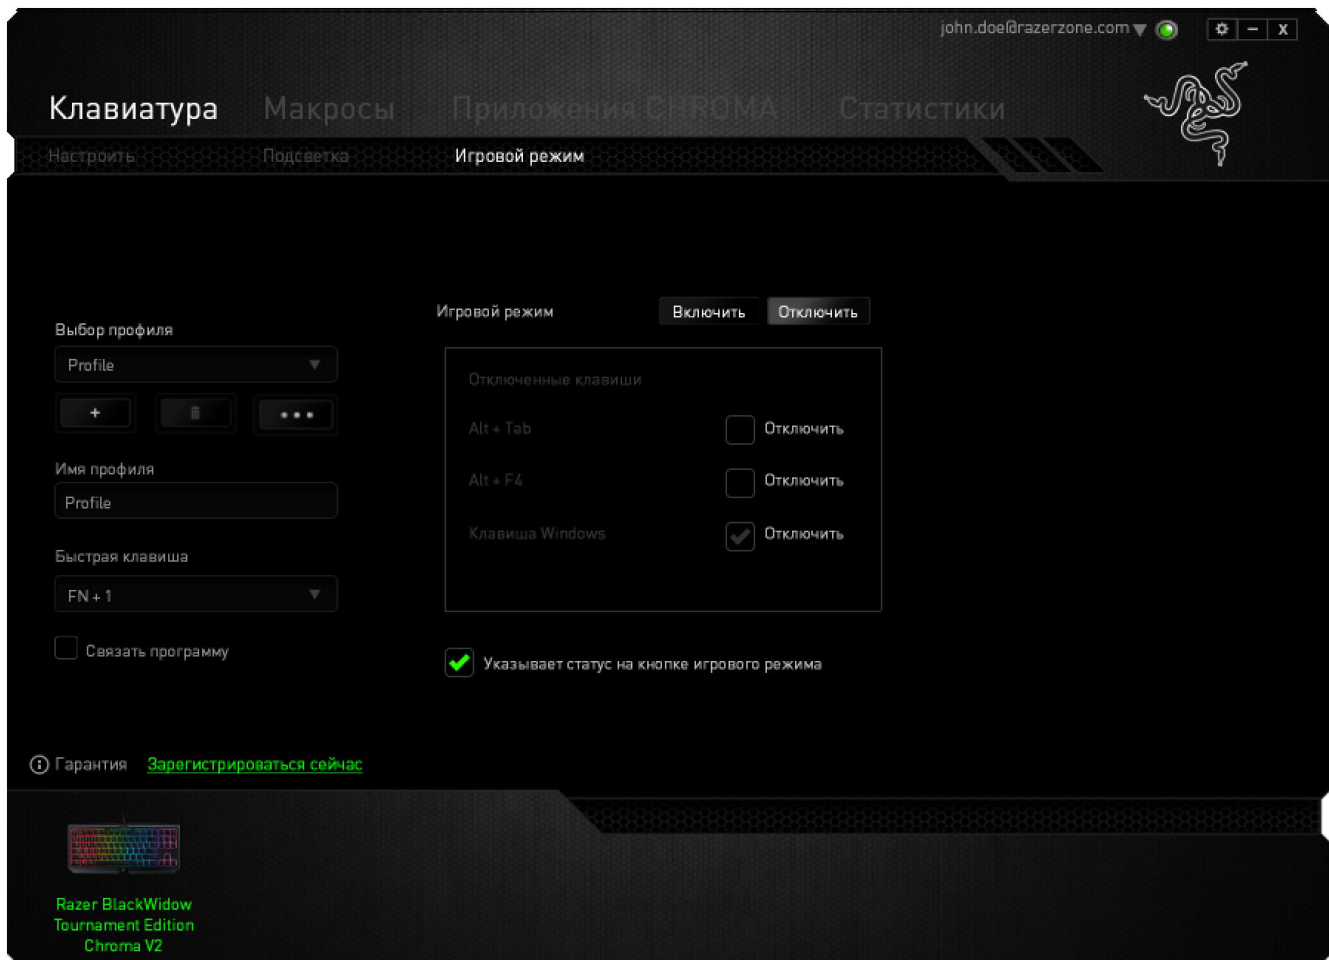 john.doe@razerzone.com
X
Клавиатура Макросы Приложения CHROMA Статистики
Настроить Подсветка Игровой режим
Игровой режим Включить Отключить
Выбор профиля
Profile
Отключенные клавиши
+
Alt + Tab Отключить
Имя профиля
Alt + F4 Отключить
Profile
Клавиша Windows Отключить
Быстрая клавиша
FN + 1
Связать программу
Указывает статус на кнопке игрового режима
Гарантия Зарегистрироваться сейчас
Razer BlackWidow
Tournament Edition
Chroma V2